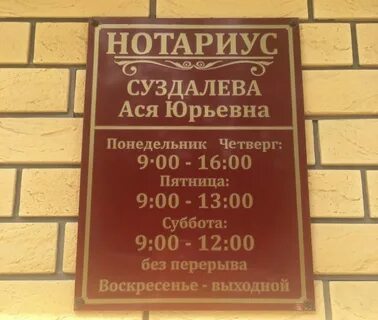 НОТАРИУС
СУЗДАЛЕВА
Ася Юрьевна
Понедельник Четверг:
9:00 - 16:00
Пятница:
9:00 - 13:00
Суббота:
9:00 - 12:00
без перерыва
Воскресенье - выходной